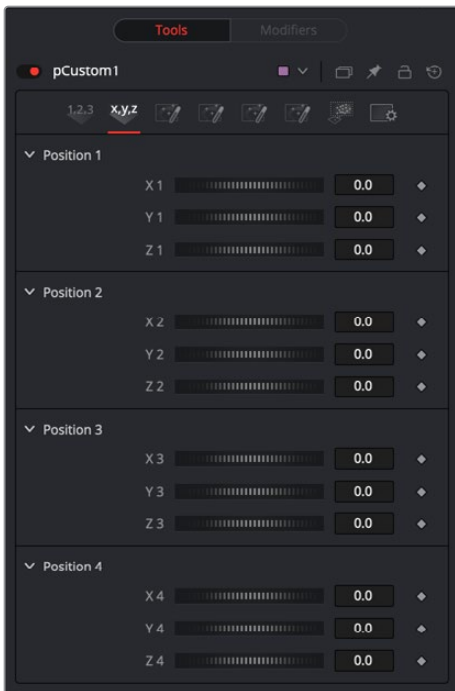 Tools Modifiers
pCustom1
1,2,3 x,y,z
Position 1
X 1 0.0
Y 1 0.0
Z 1 0.0
Position 2
X 2 0.0
Y 2 0.0
Z 2 0.0
Position 3
X 3 0.0
Y 3 0.0
Z 3 0.0
Position 4
X 4 0.0
Y 4 0.0
Z 4 0.0